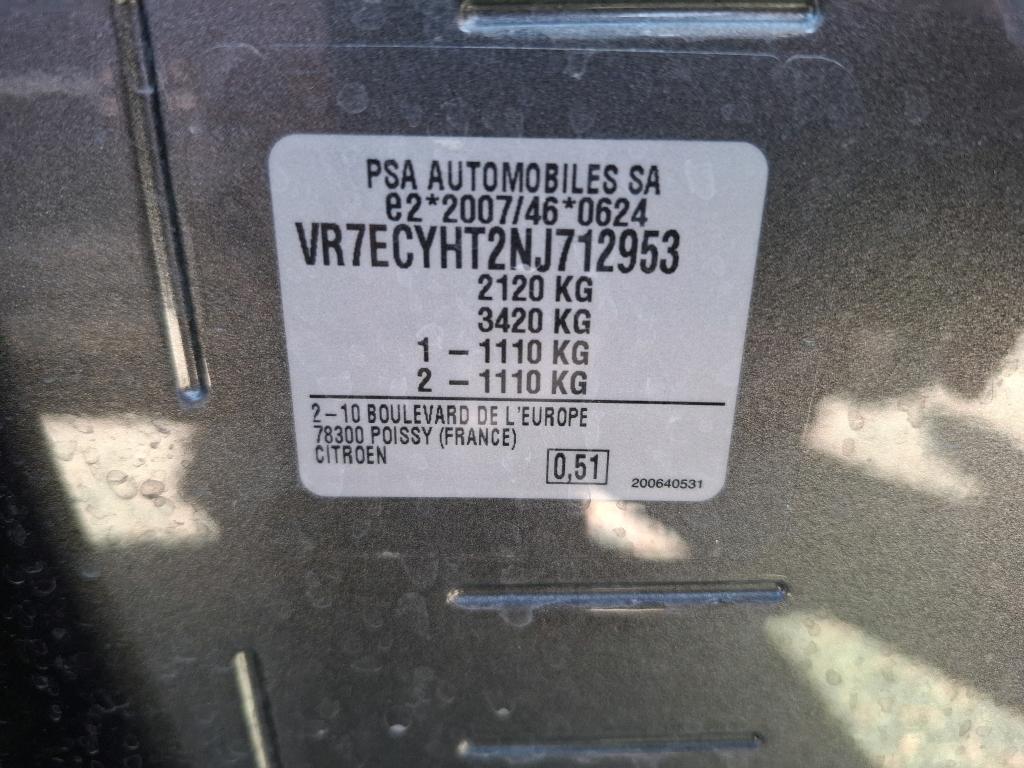 PSA AUTOMOBILES SA
e2*2007/46*0624
VR7ECYHT2NJ712953
2120 KG
3420 KG
1 – 1110 KG
2 – 1110 KG
2–10 BOULEVARD DE L'EUROPE
78300 POISSY (FRANCE)
CITROEN
0,51
200640531